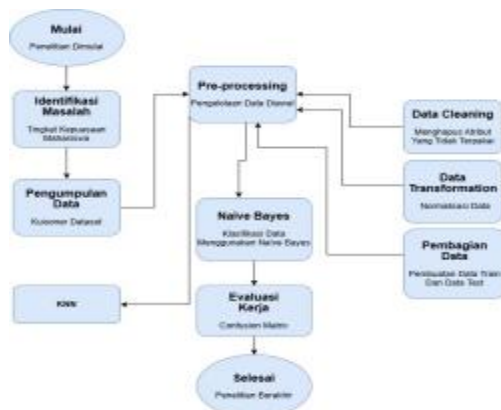 Mulai
Penelitian Dimulai
Identifikasi
Masalah
Tingkat Kepuasaan
Mahasiswa
Pengumpulan
Data
Kuisoner Dataset
KNN
Pre-processing
Pengelolaan Data Diawal
Naive Bayes
Klasifikasi Data
Menggunakan Naive Bayes
Evaluasi
Kerja
Confusion Matrix
Selesai
Penelitian Berakhir
Data Cleaning
Menghapus Atribut
Yang Tidak Terpakai
Data
Transformation
Normalisasi Data
Pembagian
Data
Pembuatan Data Train
Dan Data Test